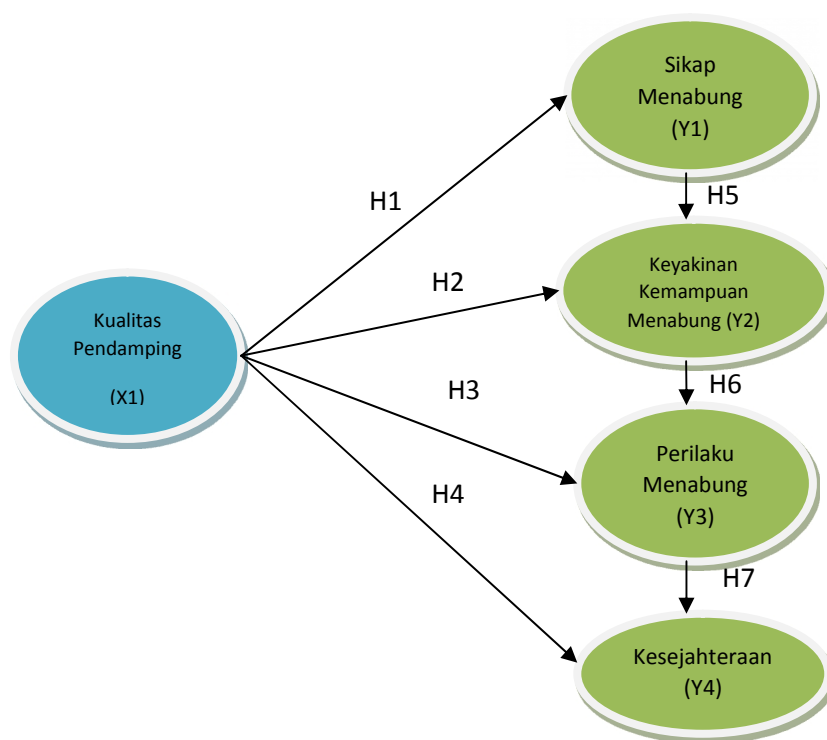 Sikap
Menabung
(Y1)
H5
H1
Keyakinan
Kemampuan
Menabung (Y2)
H2
Kualitas
Pendamping
(X1)
H6
H3
Perilaku
Menabung
(Y3)
H4
H7
Kesejahteraan
(Y4)